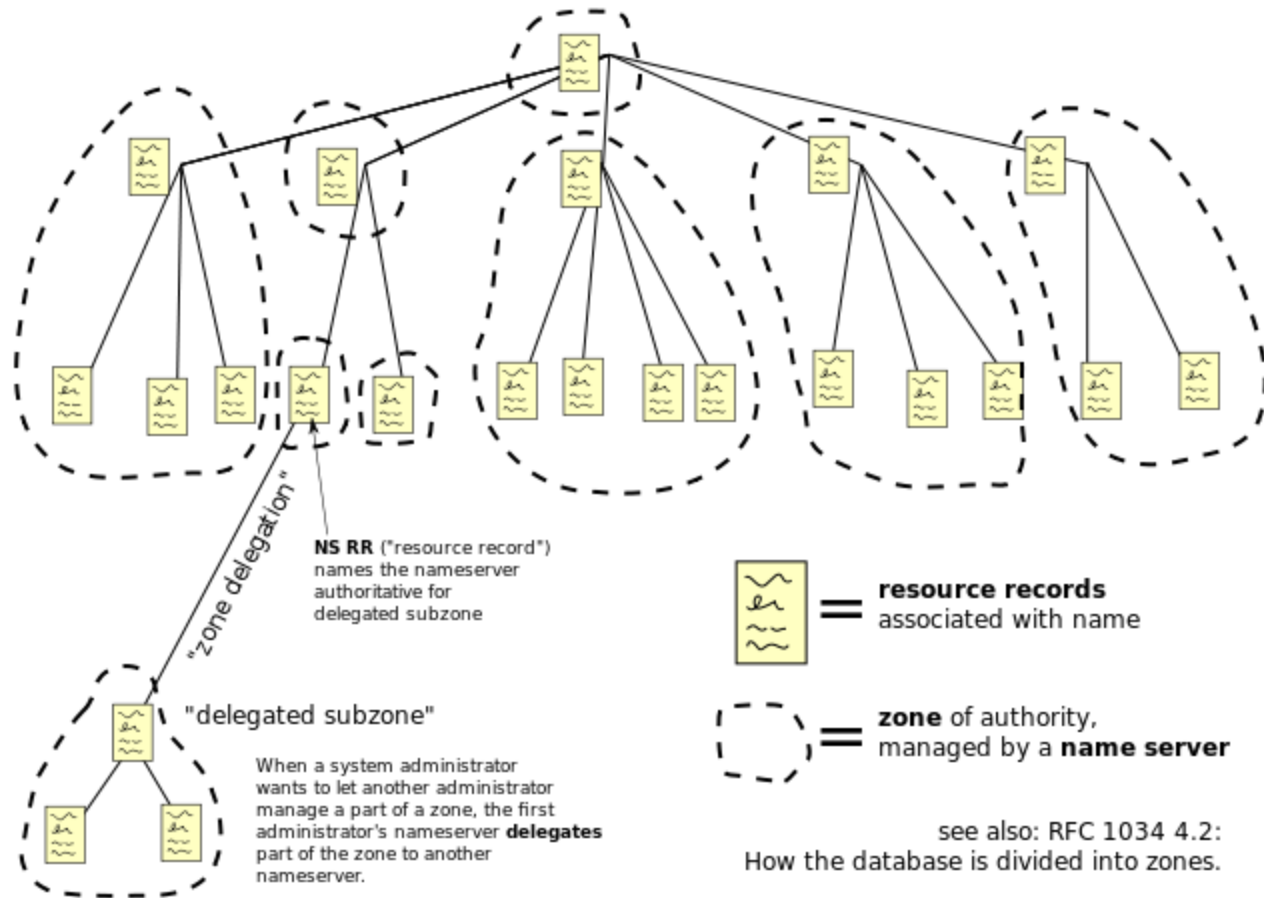 "zone delegation"
NS RR ("resource record")
names the nameserver
authoritative for
delegated subzone
resource records
associated with name
"delegated subzone"
zone of authority,
managed by a name server
When a system administrator
wants to let another administrator
manage a part of a zone, the first
administrator's nameserver delegates
part of the zone to another
nameserver.
see also: RFC 1034 4.2:
How the database is divided into zones.